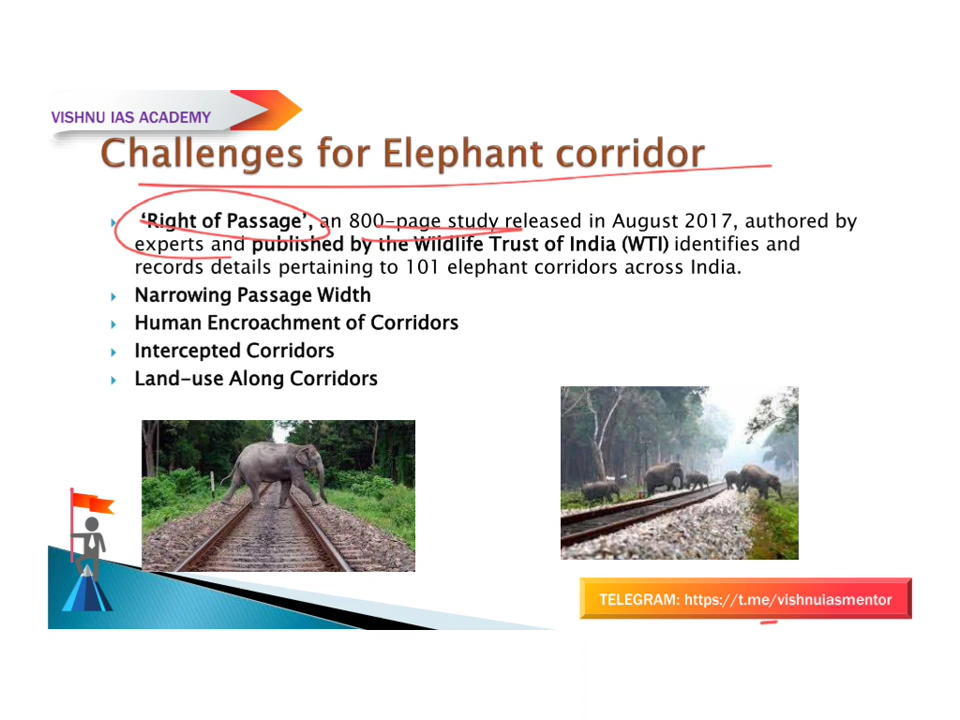 VISHNU IAS ACADEMY
Challenges for Elephant corridor
‘Right of Passage’, an 800-page study released in August 2017, authored by
experts and published by the Wildlife Trust of India (WTI) identifies and
records details pertaining to 101 elephant corridors across India.
Narrowing Passage Width
Human Encroachment of Corridors
Intercepted Corridors
Land-use Along Corridors
TELEGRAM: https://t.me/vishnuiasmentor